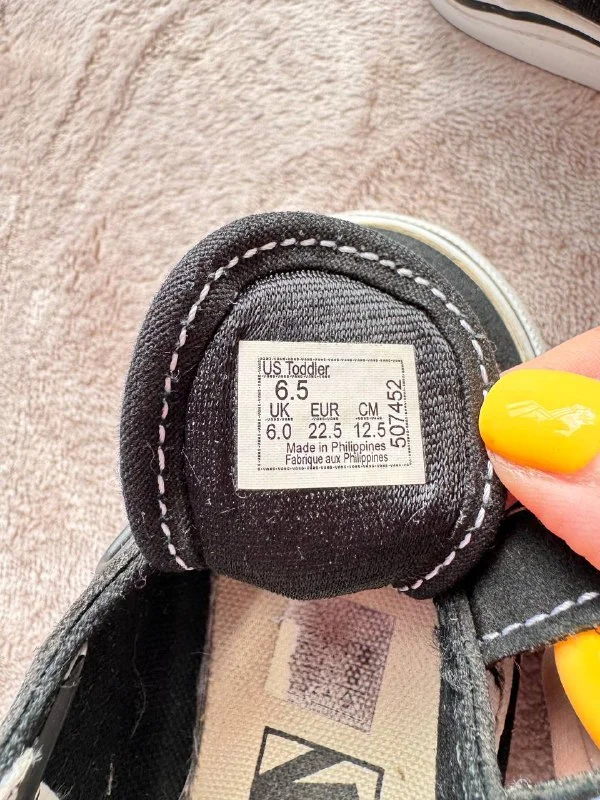 US Toddler
6.5
UK EUR CM
6.0 22.5 12.5
507452
Made in Philippines
Fabrique aux Philippines